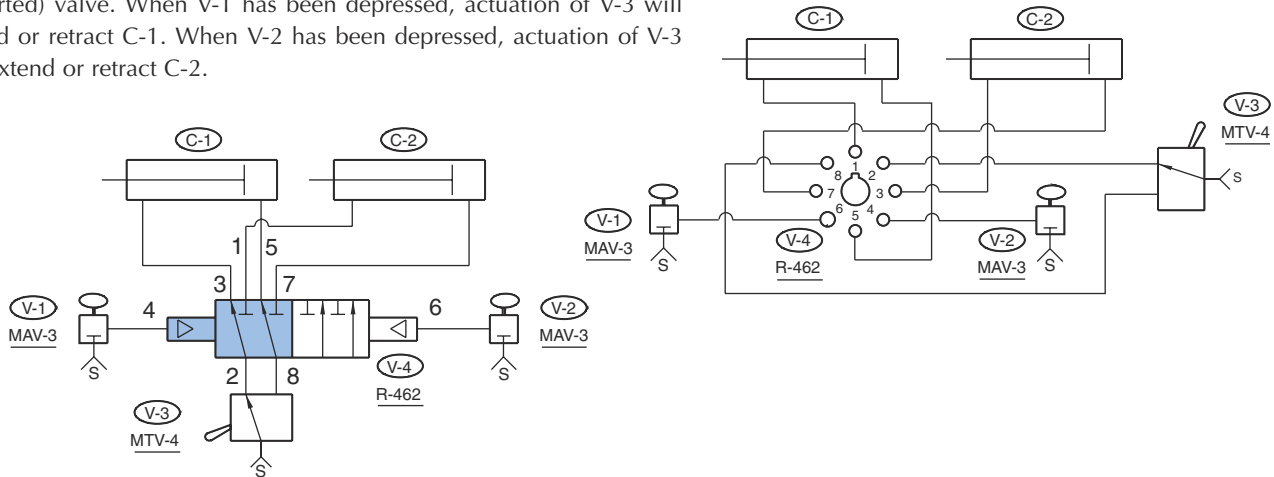 valve. When V-1 has been depressed, actuation of V-3 will
or retract C-1. When V-2 has been depressed, actuation of V-3
extend or retract C-2.
C-1
C-2
1
5
3
7
4
6
V-1
MAV-3
S
V-2
MAV-3
S
V-4
R-462
2
8
V-3
MTV-4
S
C-1
C-2
V-3
MTV-4
S
1
8
2
7
3
6
5
4
V-1
MAV-3
S
V-4
R-462
V-2
MAV-3
S